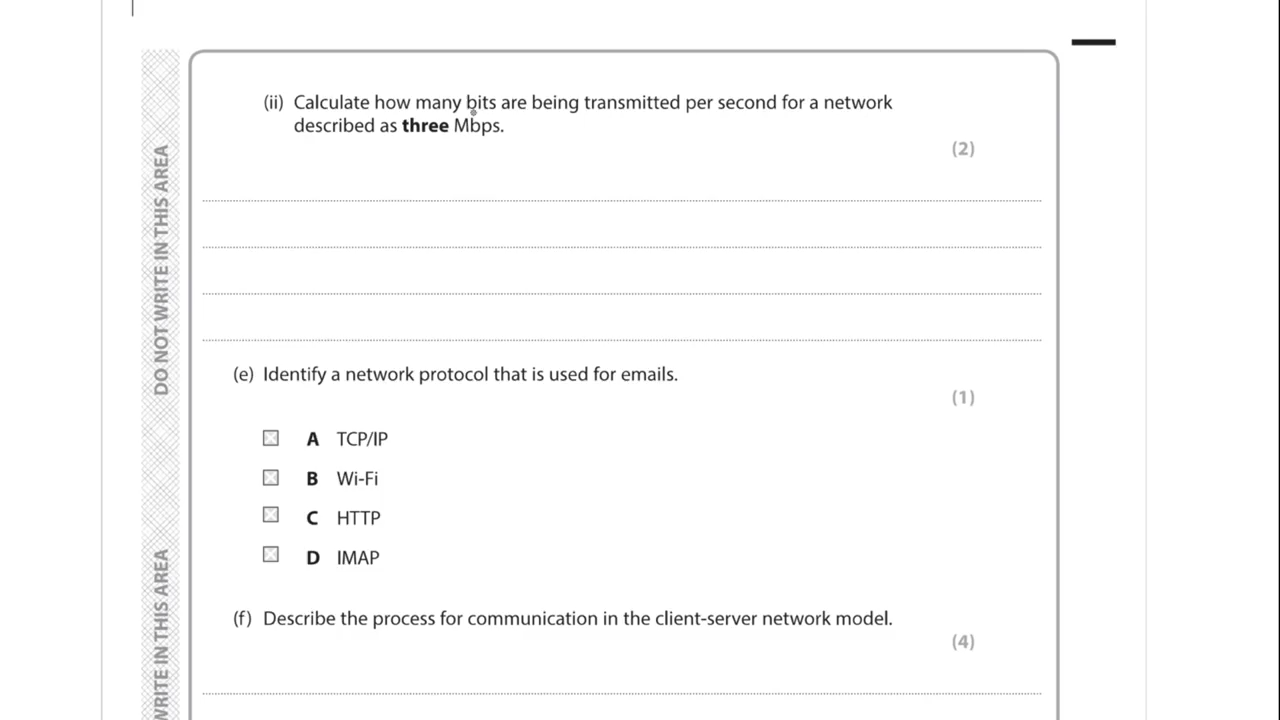 (ii) Calculate how many bits are being transmitted per second for a network
described as three Mbps.
(2)
DO NOT WRITE IN THIS AREA
(e) Identify a network protocol that is used for emails.
(1)
A TCP/IP
B Wi-Fi
C HTTP
D IMAP
(f) Describe the process for communication in the client-server network model.
(4)
WRITE IN THIS AREA